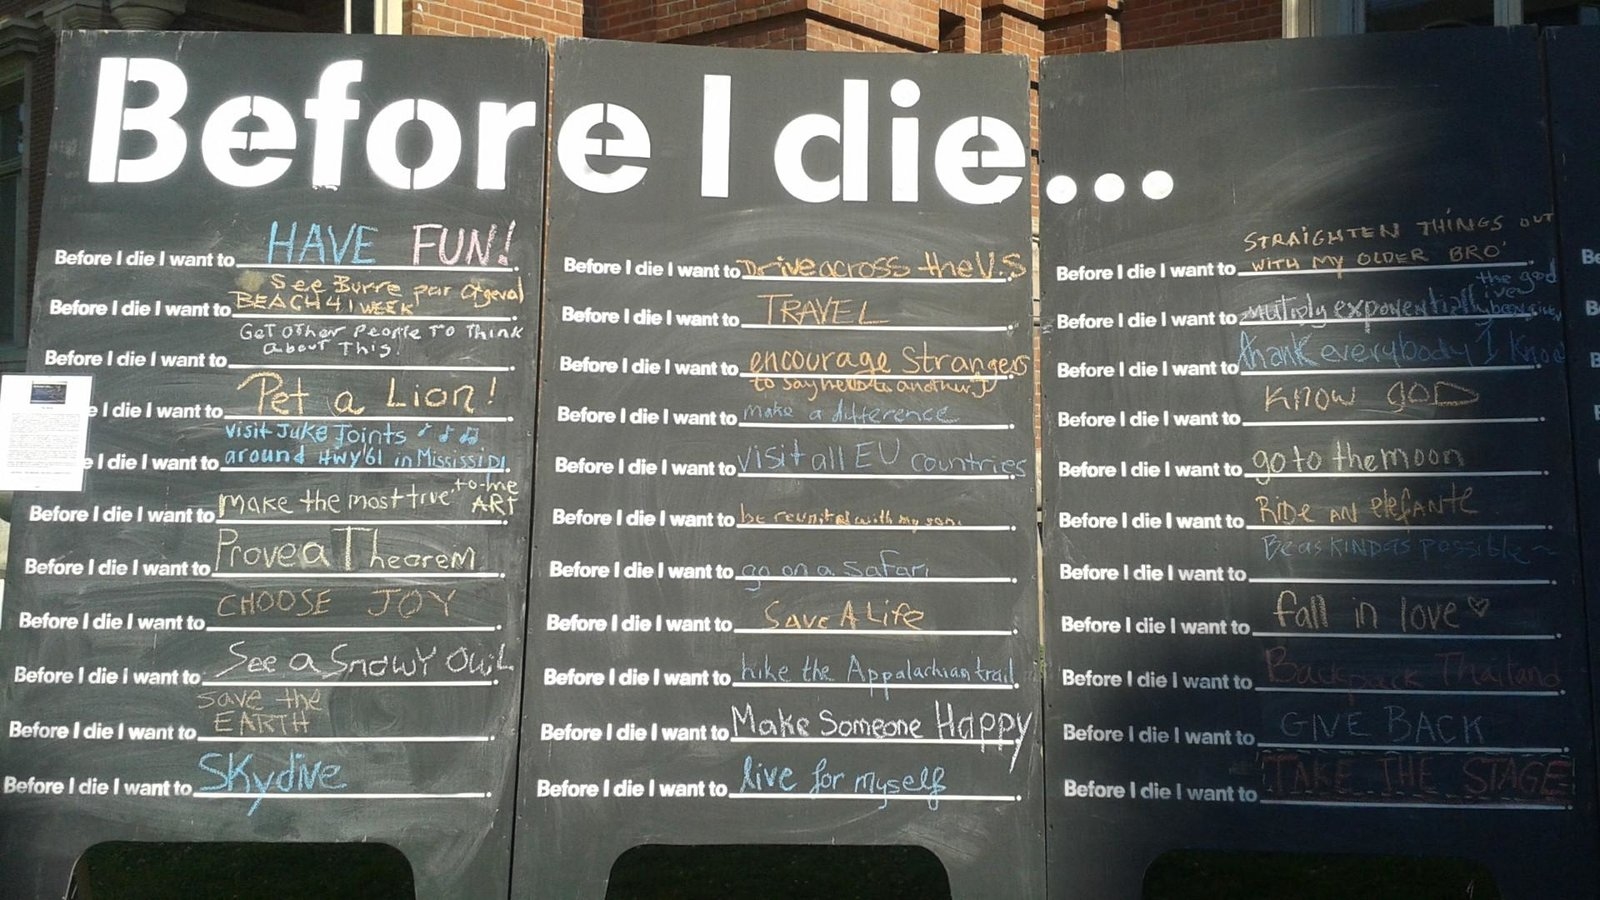 Before I die...
Before I die I want to HAVE FUN!.
Before I die I want to See Burre par
BEACH 4 1 WEEK.
Before I die I want to Get other People to think
about This!.
e I die I want to Pet a Lion!.
e I die I want to visit Juke Joints
around HWY 61 in Mississipi.
Before I die I want to make the most true to-me ART.
Before I die I want to Prove a Theorem.
Before I die I want to CHOOSE JOY.
Before I die I want to See a Snowy Owl.
Before I die I want to save the
EARTH.
Before I die I want to SKydive.
Before I die I want to Drive across the U.S.
Before I die I want to TRAVEL.
Before I die I want to encourage Strangers
to say hello to another.
Before I die I want to make a difference.
Before I die I want to visit all EU countries.
Before I die I want to be reunited with my son.
Before I die I want to go on a Safari.
Before I die I want to Save A Life.
Before I die I want to hike the Appalachian trail.
Before I die I want to Make Someone Happy.
Before I die I want to live for myself.
Before I die I want to STRAIGHTEN THINGS OUT
WITH MY OLDER BRO'.
Before I die I want to mutiply exponentially the good
Before I die I want to thank everybody I Know
Before I die I want to KNOW GOD.
Before I die I want to go to the moon.
Before I die I want to RIDE AN elefante.
Before I die I want to Be as KIND as possible.
Before I die I want to fall in love ♡.
Before I die I want to Backpack Thailand.
Before I die I want to GIVE BACK.
Before I die I want to TAKE THE STAGE.